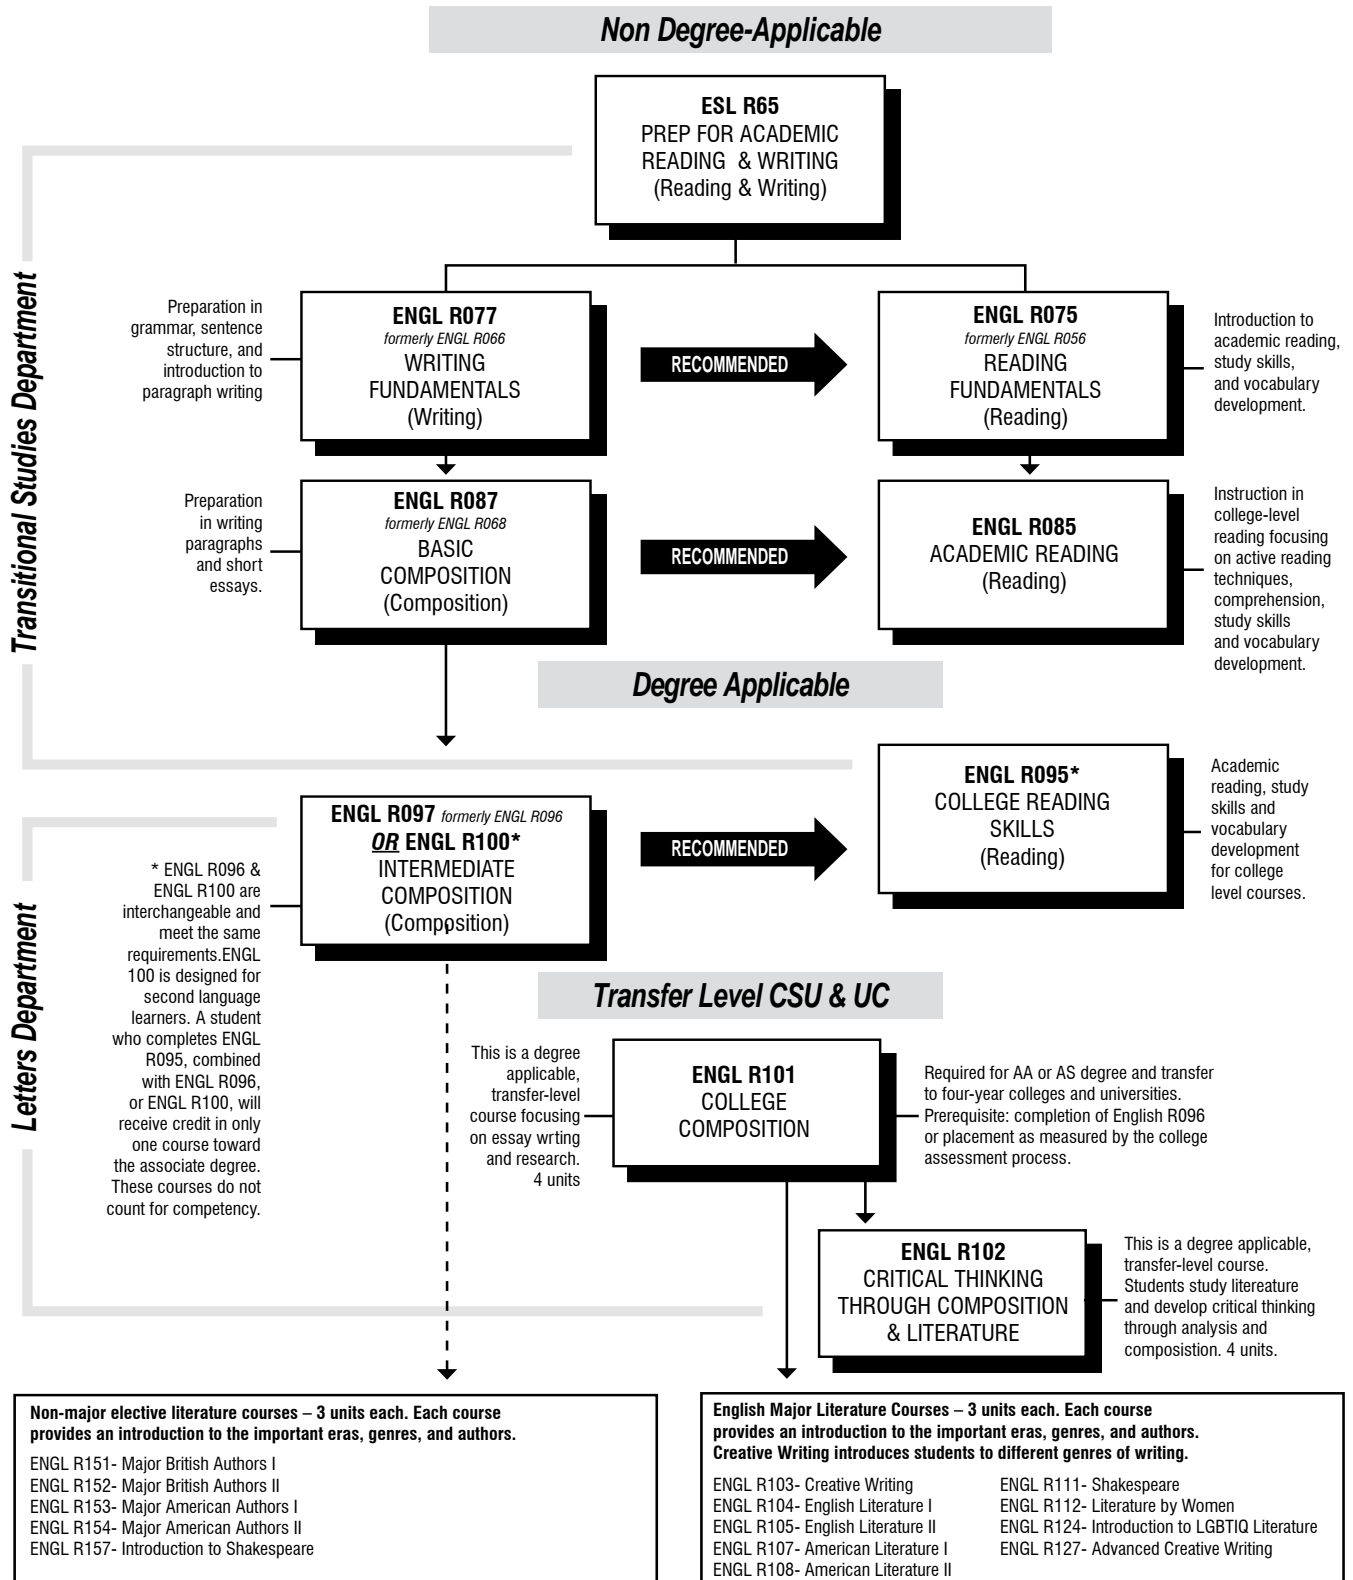 Non Degree-Applicable
ESL R65
PREP FOR ACADEMIC
READING & WRITING
(Reading & Writing)
Transitional Studies Department
Preparation in
grammar, sentence
structure, and
introduction to
paragraph writing
ENGL R077
formerly ENGL R066
WRITING
FUNDAMENTALS
(Writing)
RECOMMENDED
ENGL R075
formerly ENGL R056
READING
FUNDAMENTALS
(Reading)
Introduction to
academic reading,
study skills,
and vocabulary
development.
Preparation
in writing
paragraphs
and short
essays.
ENGL R087
formerly ENGL R068
BASIC
COMPOSITION
(Composition)
RECOMMENDED
ENGL R085
ACADEMIC READING
(Reading)
Instruction in
college-level
reading focusing
on active reading
techniques,
comprehension,
study skills
and vocabulary
development.
Degree Applicable
Letters Department
* ENGL R096 &
ENGL R100 are
interchangeable and
meet the same
requirements.ENGL
100 is designed for
second language
learners. A student
who completes ENGL
R095, combined
with ENGL R096,
or ENGL R100, will
receive credit in only
one course toward
the associate degree.
These courses do not
count for competency.
ENGL R097 formerly ENGL R096
OR ENGL R100*
INTERMEDIATE
COMPOSITION
(Composition)
RECOMMENDED
ENGL R095*
COLLEGE READING
SKILLS
(Reading)
Academic
reading, study
skills and
vocabulary
development
for college
level courses.
Transfer Level CSU & UC
This is a degree
applicable,
transfer-level
course focusing
on essay wrting
and research.
4 units
ENGL R101
COLLEGE
COMPOSITION
Required for AA or AS degree and transfer
to four-year colleges and universities.
Prerequisite: completion of English R096
or placement as measured by the college
assessment process.
ENGL R102
CRITICAL THINKING
THROUGH COMPOSITION
& LITERATURE
This is a degree applicable,
transfer-level course.
Students study litereature
and develop critical thinking
through analysis and
composistion. 4 units.
Non-major elective literature courses – 3 units each. Each course
provides an introduction to the important eras, genres, and authors.
ENGL R151- Major British Authors I
ENGL R152- Major British Authors II
ENGL R153- Major American Authors I
ENGL R154- Major American Authors II
ENGL R157- Introduction to Shakespeare
English Major Literature Courses – 3 units each. Each course
provides an introduction to the important eras, genres, and authors.
Creative Writing introduces students to different genres of writing.
ENGL R103- Creative Writing
ENGL R104- English Literature I
ENGL R105- English Literature II
ENGL R107- American Literature I
ENGL R108- American Literature II
ENGL R111- Shakespeare
ENGL R112- Literature by Women
ENGL R124- Introduction to LGBTIQ Literature
ENGL R127- Advanced Creative Writing